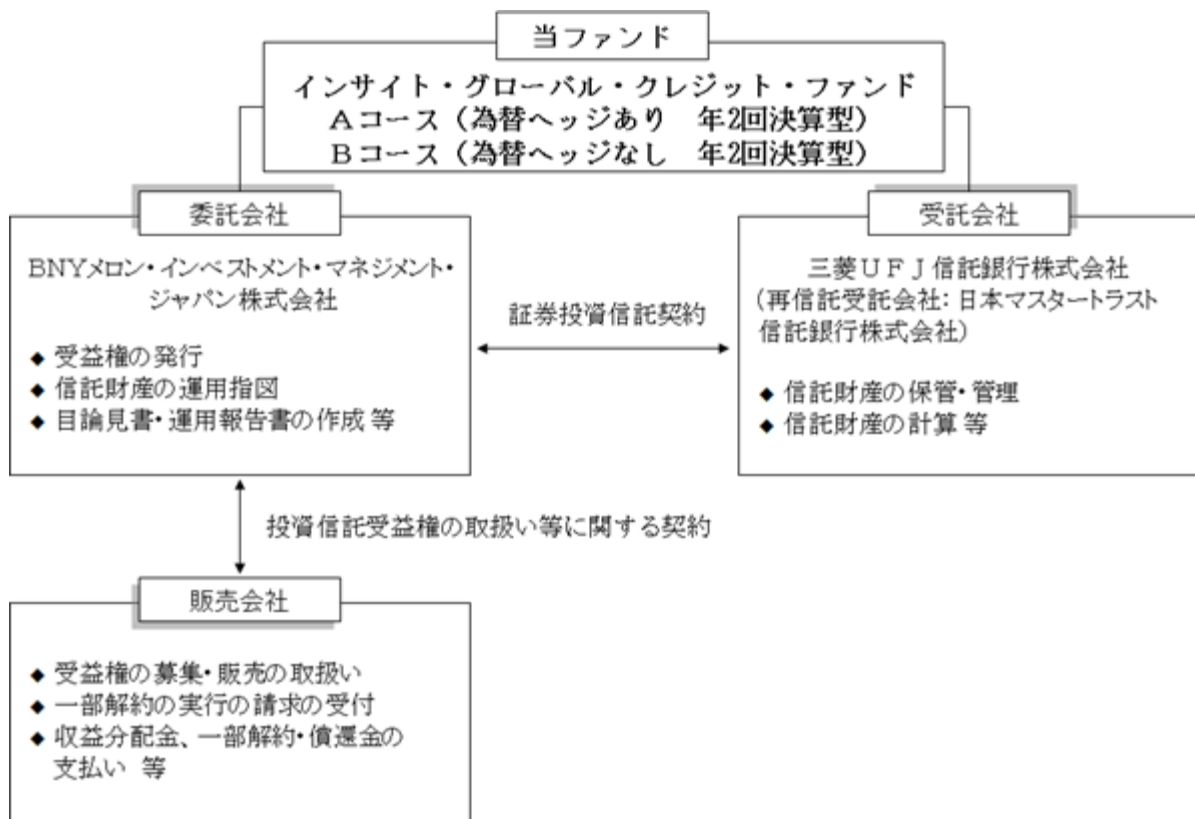 当ファンド
インサイト・グローバル・クレジット・ファンド
Aコース（為替ヘッジあり　年2回決算型）
Bコース（為替ヘッジなし　年2回決算型）
委託会社
BNYメロン・インベストメント・マネジメント・
ジャパン株式会社
◆ 受益権の発行
◆ 信託財産の運用指図
◆ 目論見書・運用報告書の作成 等
証券投資信託契約
受託会社
三菱UFJ信託銀行株式会社
(再信託受託会社: 日本マスタートラスト
信託銀行株式会社)
◆ 信託財産の保管・管理
◆ 信託財産の計算 等
投資信託受益権の取扱い等に関する契約
販売会社
◆ 受益権の募集・販売の取扱い
◆ 一部解約の実行の請求の受付
◆ 収益分配金、一部解約・償還金の
支払い 等